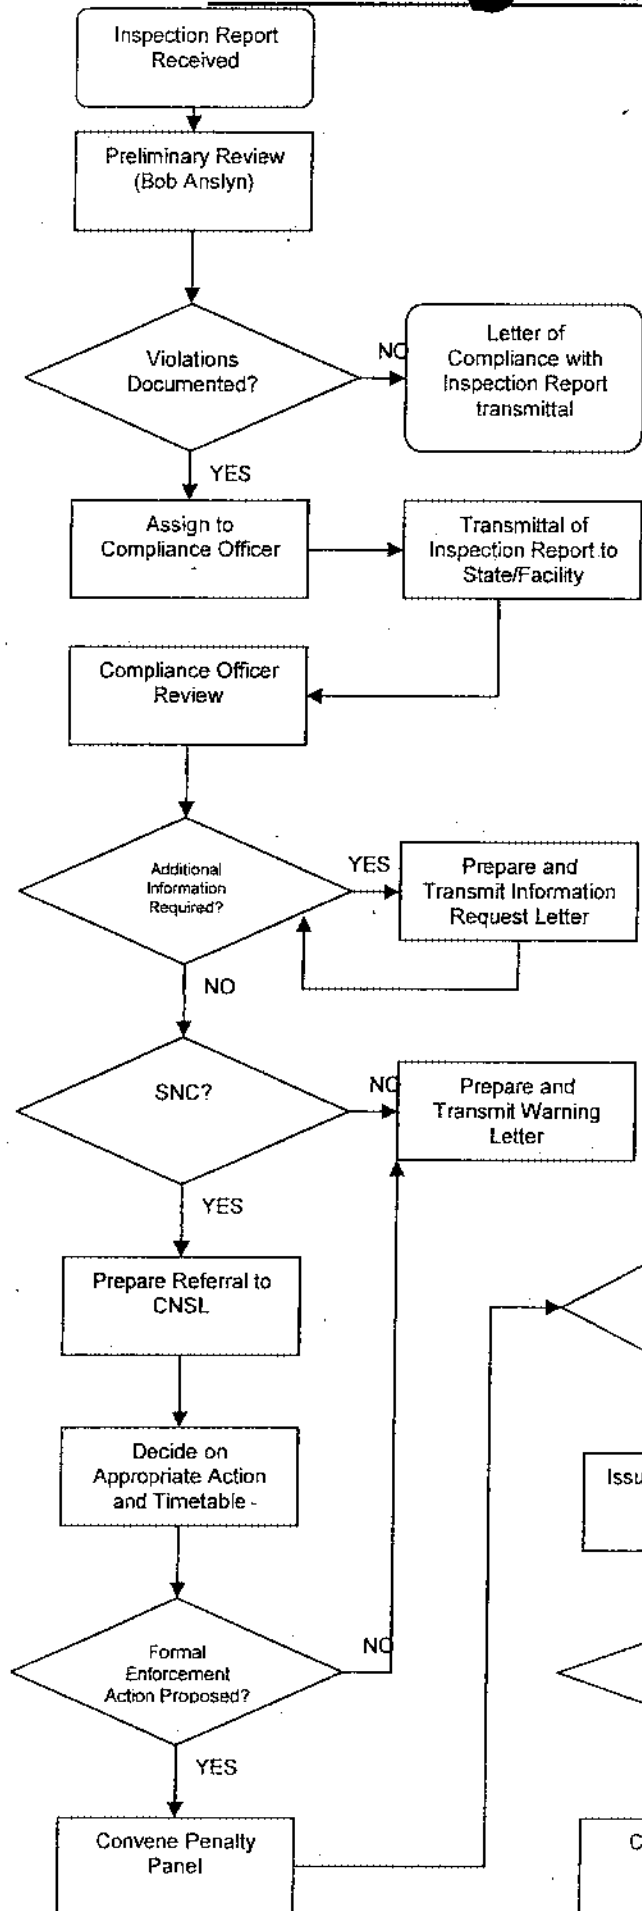 Inspection Report
Received
Preliminary Review
(Bob Anslyn)
Violations
Documented?
NO
Letter of
Compliance with
Inspection Report
transmittal
YES
Assign to
Compliance Officer
Transmittal of
Inspection Report to
State/Facility
Compliance Officer
Review
Additional
Information
Required?
YES
Prepare and
Transmit Information
Request Letter
NO
SNC?
NO
Prepare and
Transmit Warning
Letter
YES
Prepare Referral to
CNSL
Decide on
Appropriate Action
and Timetable -
Issu
Formal
Enforcement
Action Proposed?
NO
YES
Convene Penalty
Panel
C